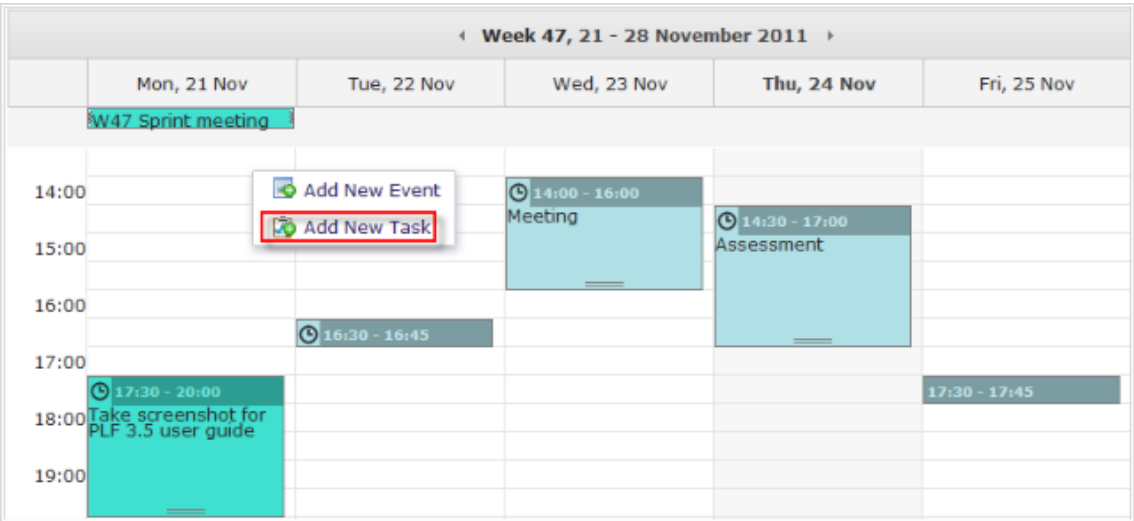 Week 47, 21 - 28 November 2011
Mon, 21 Nov
Tue, 22 Nov
Wed, 23 Nov
Thu, 24 Nov
Fri, 25 Nov
W47 Sprint meeting
14:00
Add New Event
Add New Task
14:00 - 16:00
Meeting
14:30 - 17:00
Assessment
15:00
16:00
16:30 - 16:45
17:00
17:30 - 20:00
Take screenshot for
PLF 3.5 user guide
17:30 - 17:45
18:00
19:00